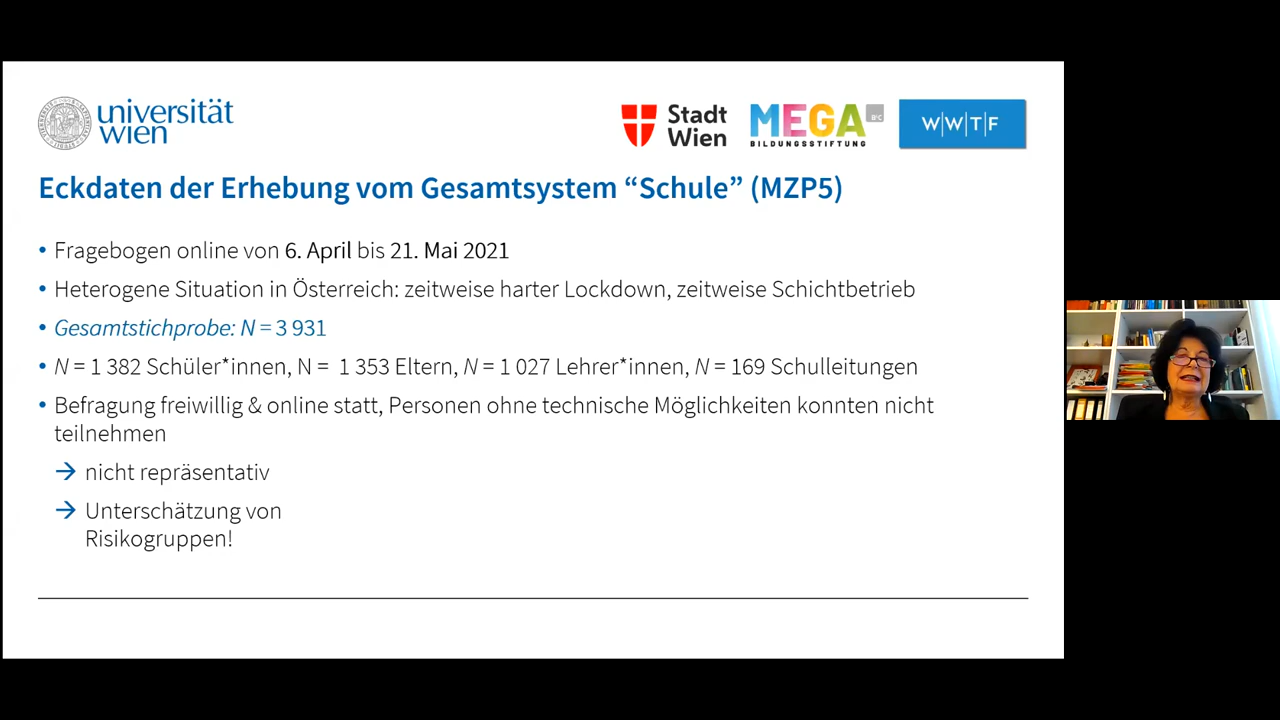 universität
wien
Stadt
Wien
MEGA
B&C
BILDUNGSSTIFTUNG
W|W|T|F
Eckdaten der Erhebung vom Gesamtsystem “Schule” (MZP5)
• Fragebogen online von 6. April bis 21. Mai 2021
• Heterogene Situation in Österreich: zeitweise harter Lockdown, zeitweise Schichtbetrieb
• Gesamtstichprobe: N = 3 931
• N = 1 382 Schüler*innen, N = 1 353 Eltern, N = 1 027 Lehrer*innen, N = 169 Schulleitungen
• Befragung freiwillig & online statt, Personen ohne technische Möglichkeiten konnten nicht
teilnehmen
→ nicht repräsentativ
→ Unterschätzung von
Risikogruppen!